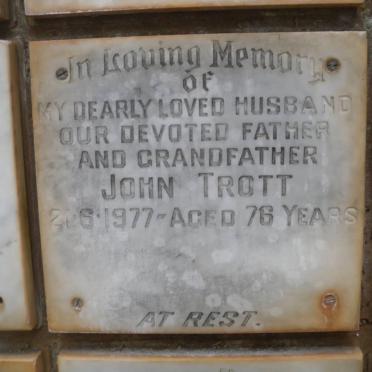 In Loving Memory
of
MY DEARLY LOVED HUSBAND
OUR DEVOTED FATHER
AND GRANDFATHER
JOHN TROTT
AGED 76 YEARS
AT REST.